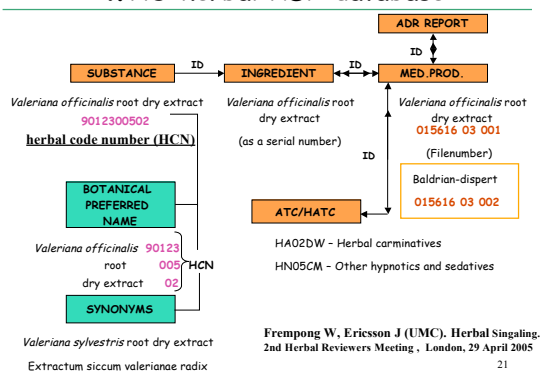 ADR REPORT
ID
SUBSTANCE
ID
INGREDIENT
ID
MED.PROD.
Valeriana officinalis root dry extract
9012300502
herbal code number (HCN)
Valeriana officinalis root
dry extract
(as a serial number)
Valeriana officinalis root
dry extract
015616 03 001
(Filenumber)
ID
Baldrian-dispert
015616 03 002
BOTANICAL
PREFERRED
NAME
ATC/HATC
Valeriana officinalis 90123
root 005
dry extract 02
HCN
HA02DW – Herbal carminatives
HN05CM – Other hypnotics and sedatives
SYNONYMS
Valeriana sylvestris root dry extract
Extractum siccum valerianae radix
Frempong W, Ericsson J (UMC). Herbal Singaling.
2nd Herbal Reviewers Meeting , London, 29 April 2005
21